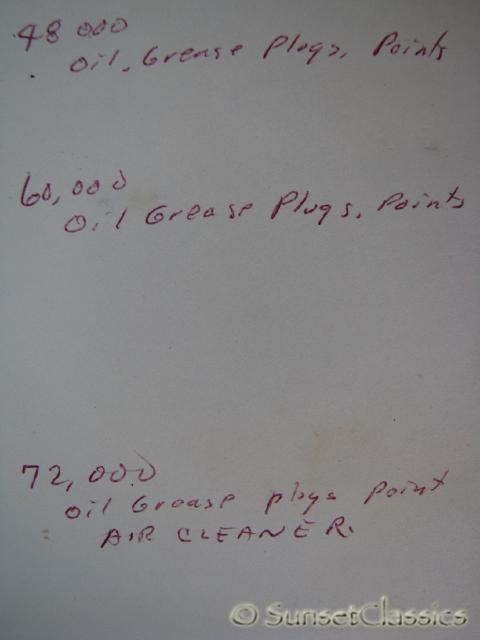 48 000
Oil, Grease Plugs, Points
60,000
Oil Grease Plugs, Points
72,000
Oil Grease plugs Point
AIR CLEANER.
© SunsetClassics